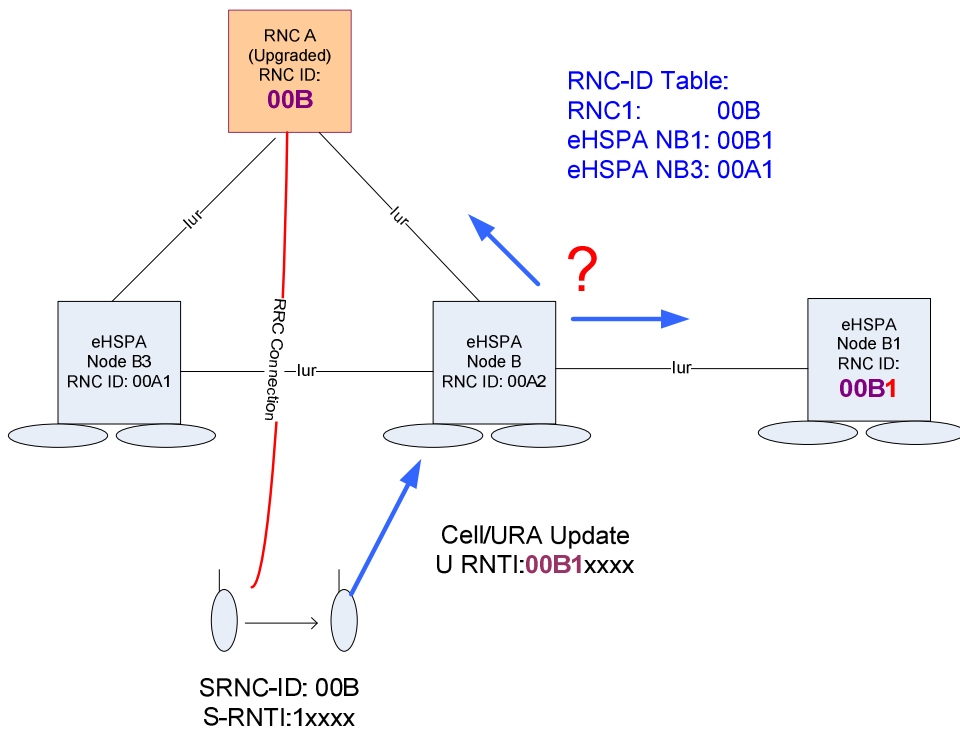 RNC A
(Upgraded)
RNC ID:
00B
RNC-ID Table:
RNC1: 00B
eHSPA NB1: 00B1
eHSPA NB3: 00A1
Iur
Iur
?
eHSPA
Node B3
RNC ID: 00A1
RRC Connection
Iur
eHSPA
Node B
RNC ID: 00A2
Iur
eHSPA
Node B1
RNC ID:
00B1
Cell/URA Update
U RNTI:00B1xxxx
SRNC-ID: 00B
S-RNTI:1xxxx